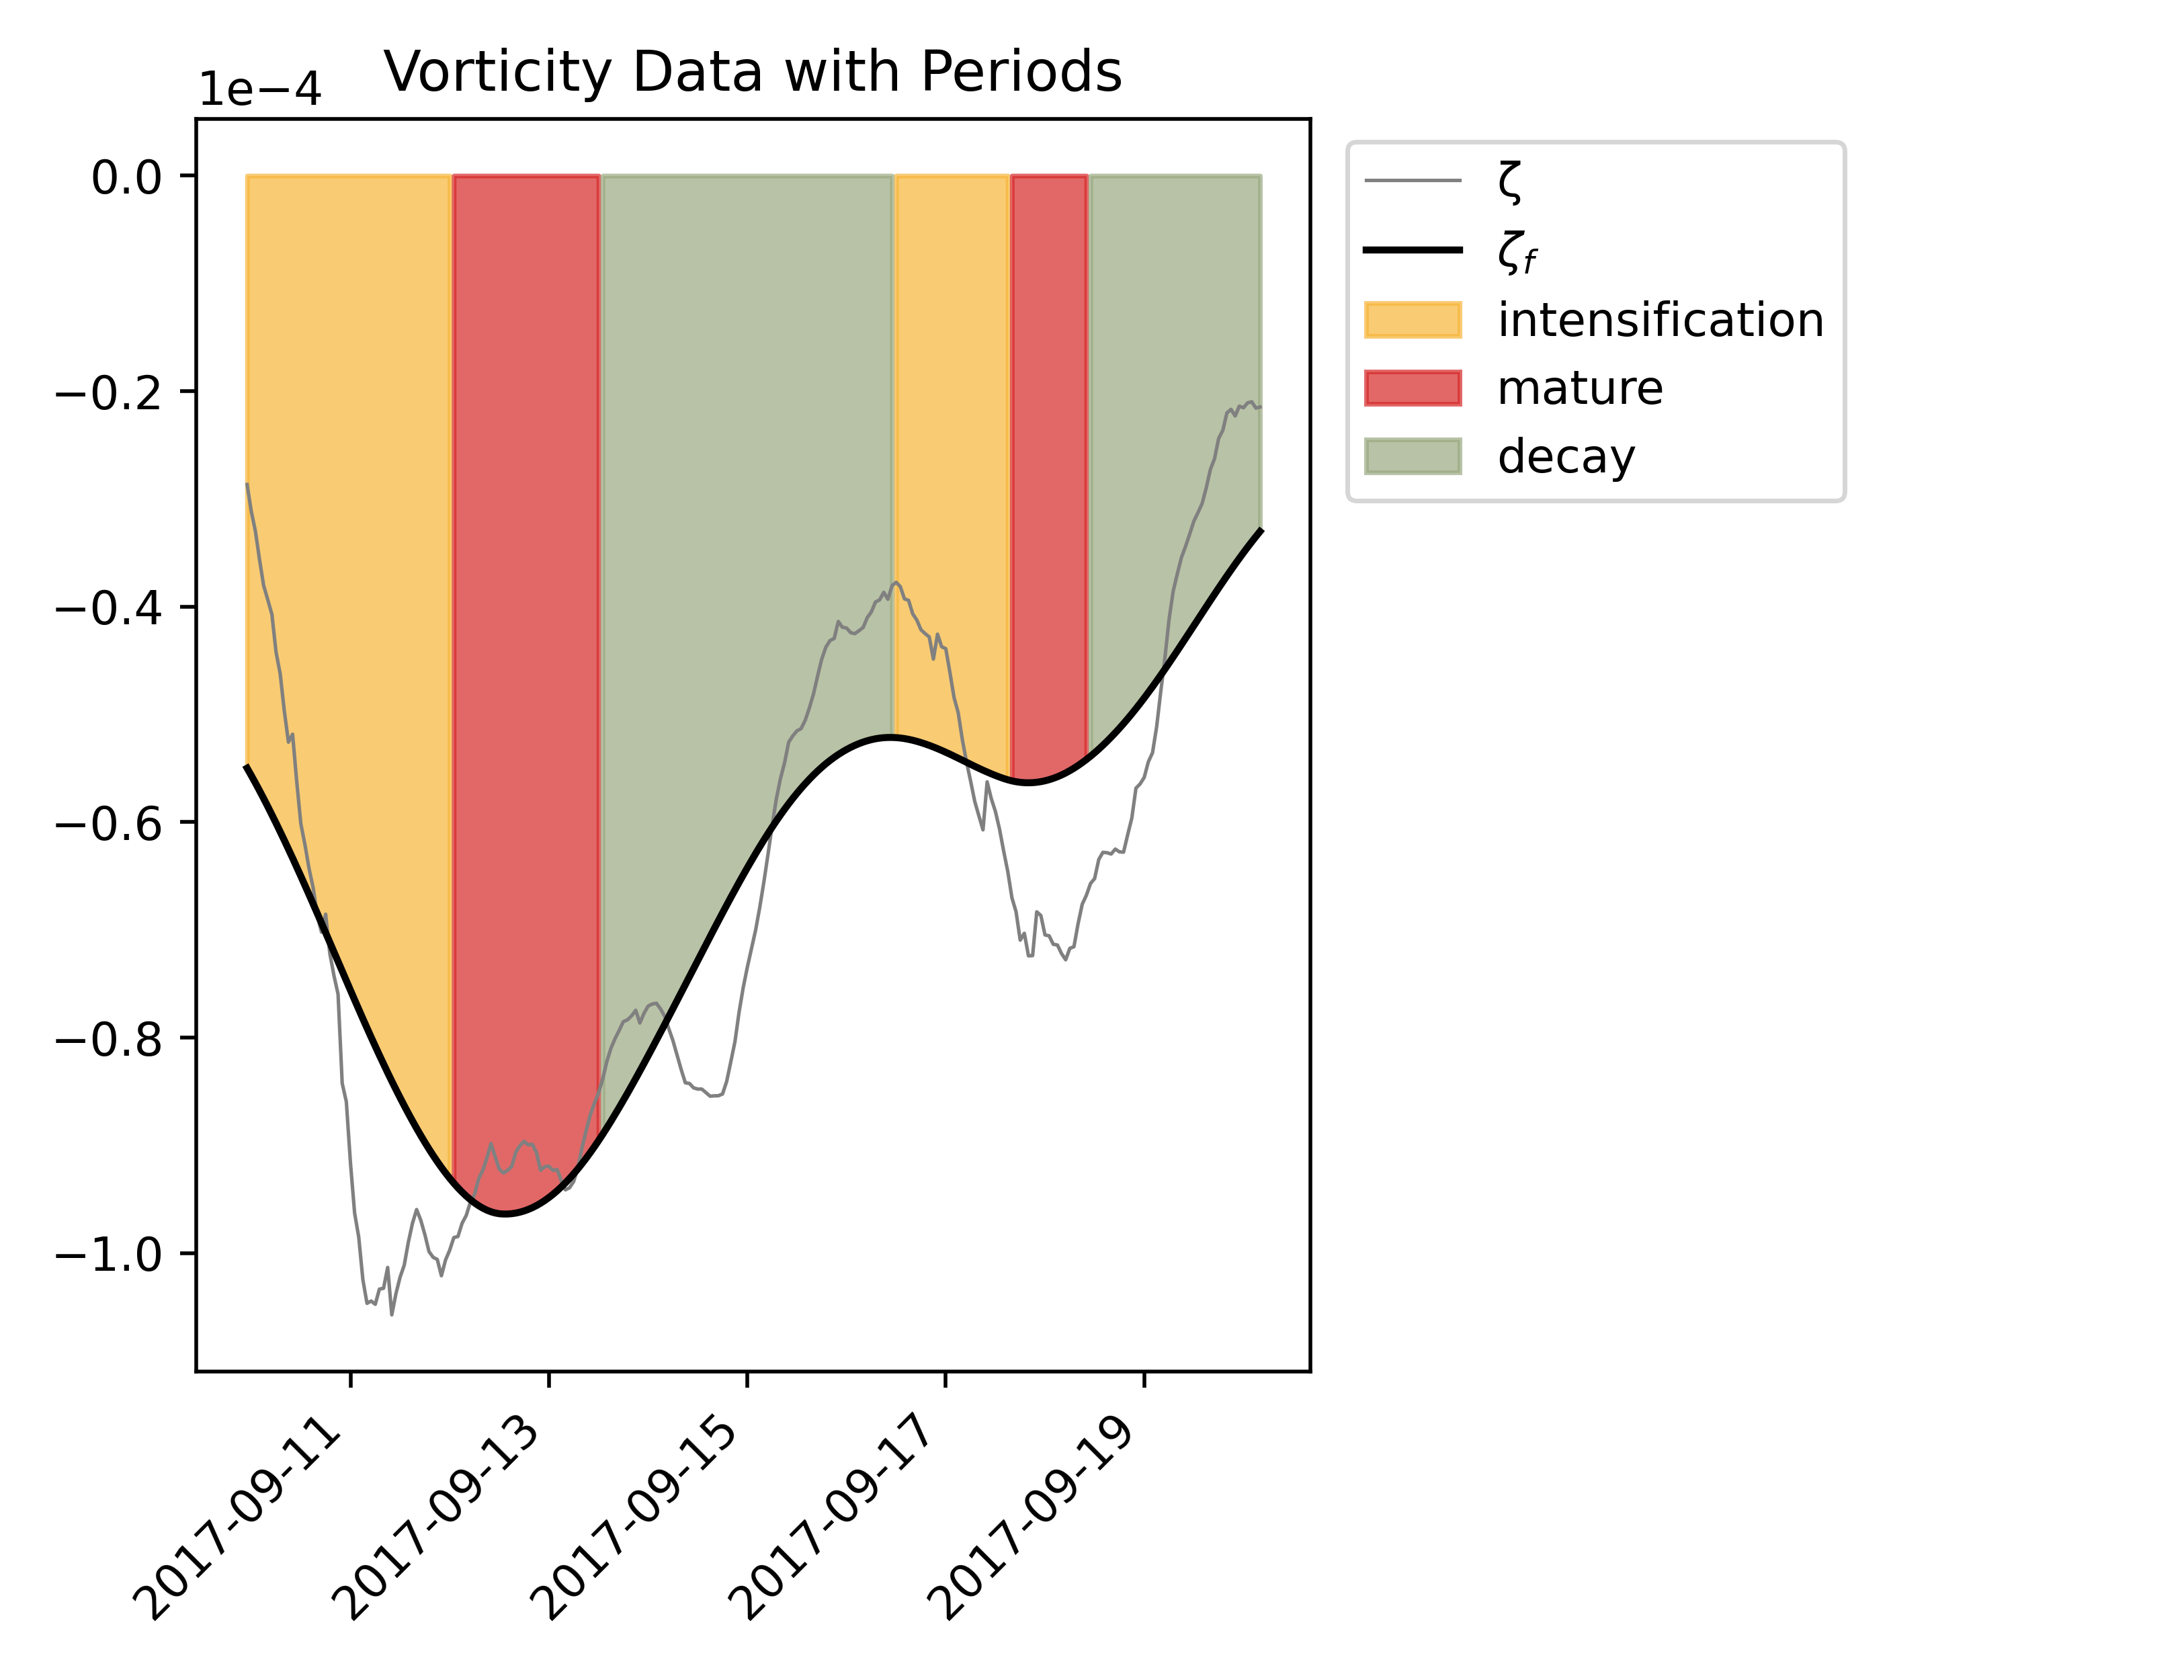 Vorticity Data with Periods
1e−4
0.0
−0.2
−0.4
−0.6
−0.8
−1.0
2017-09-11
2017-09-13
2017-09-15
2017-09-17
2017-09-19
ζ
ζf
intensification
mature
decay